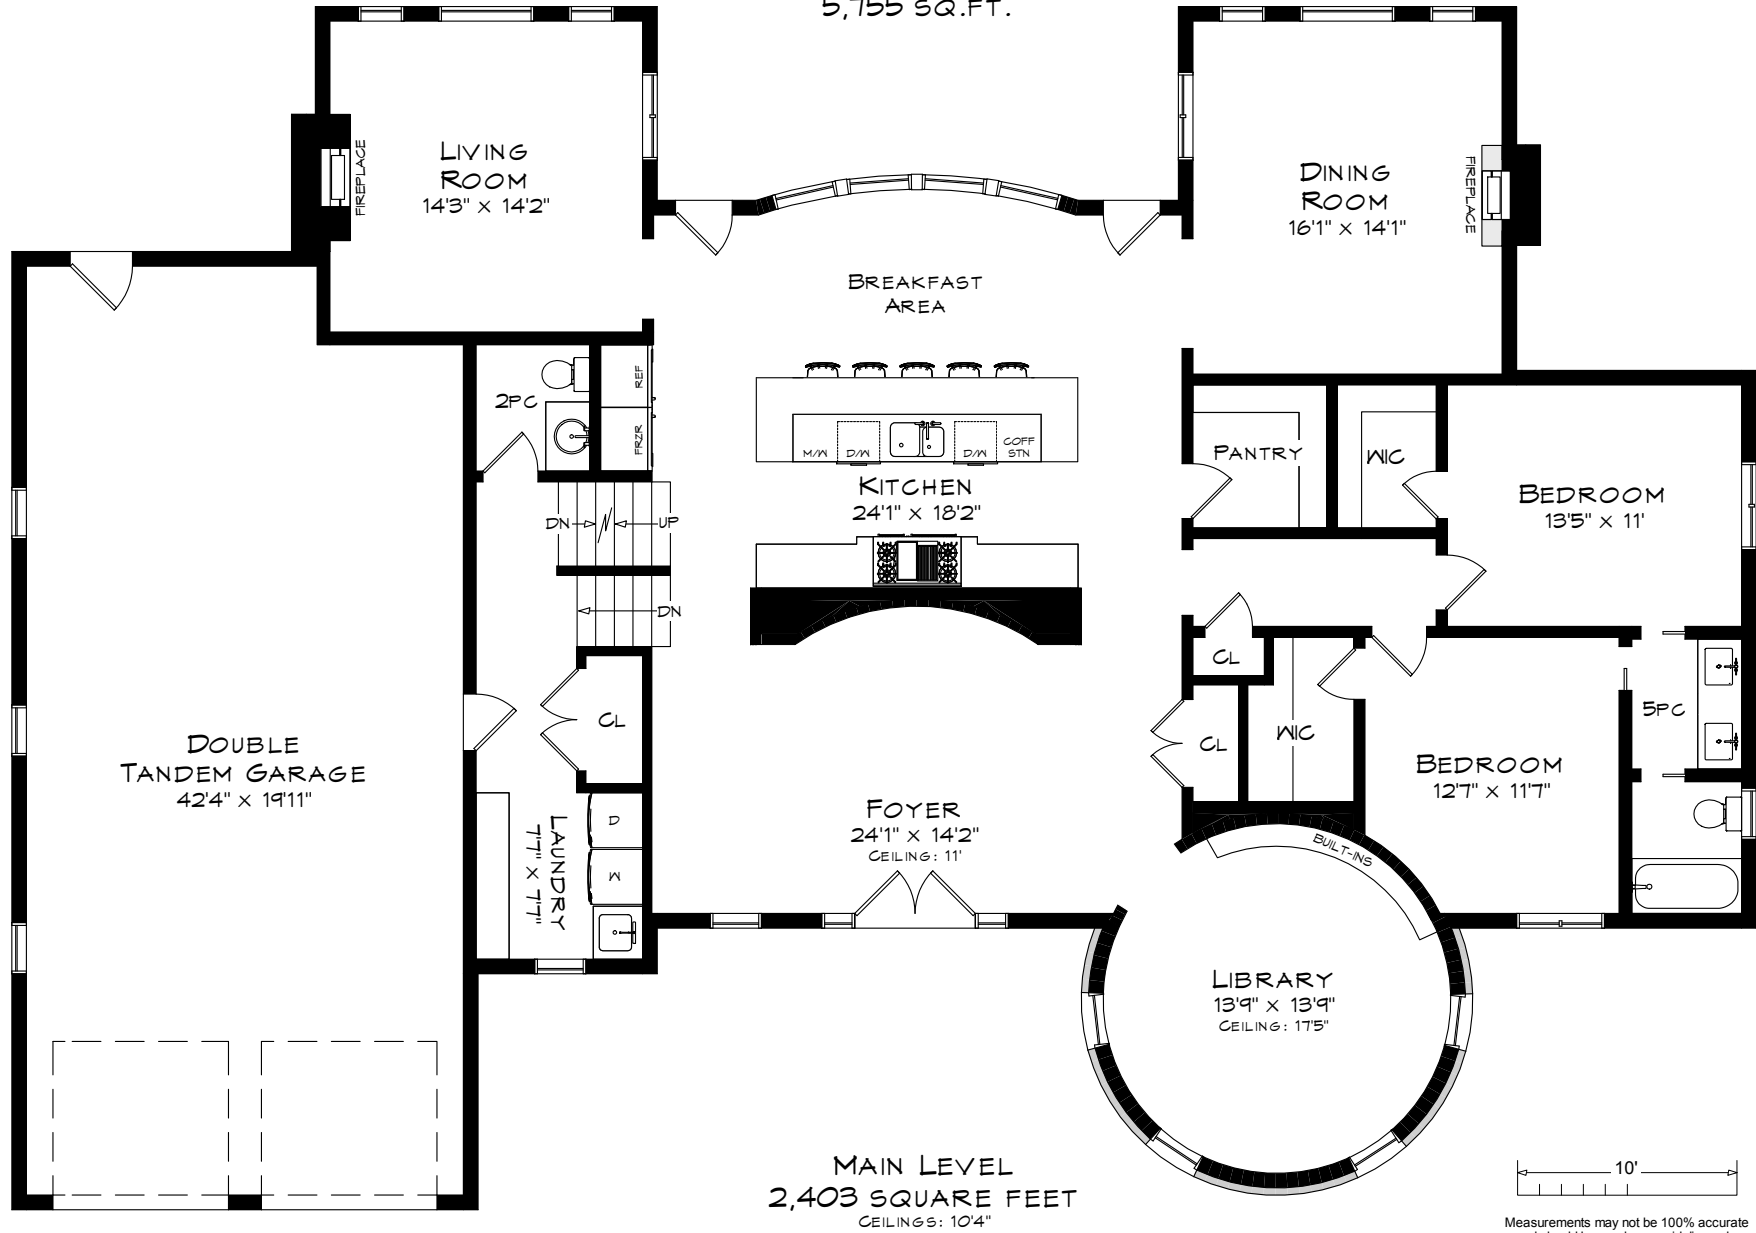 5,755 SQ.FT.
LIVING
ROOM
14'3" x 14'2"
FIREPLACE
DINING
ROOM
16'1" x 14'1"
FIREPLACE
BREAKFAST
AREA
2PC
REF
FRZR
M/W
D/W
D/W
COFF
STN
KITCHEN
24'1" x 18'2"
PANTRY
WIC
BEDROOM
13'5" x 11'
DN
UP
DN
CL
CL
CL
WIC
5PC
BEDROOM
12'7" x 11'7"
DOUBLE
TANDEM GARAGE
42'4" x 19'11"
LAUNDRY
7'7" x 7'7"
D
W
FOYER
24'1" x 14'2"
CEILING: 11'
BUILT-INS
LIBRARY
13'9" x 13'9"
CEILING: 17'5"
MAIN LEVEL
2,403 SQUARE FEET
CEILINGS: 10'4"
10'
Measurements may not be 100% accurate